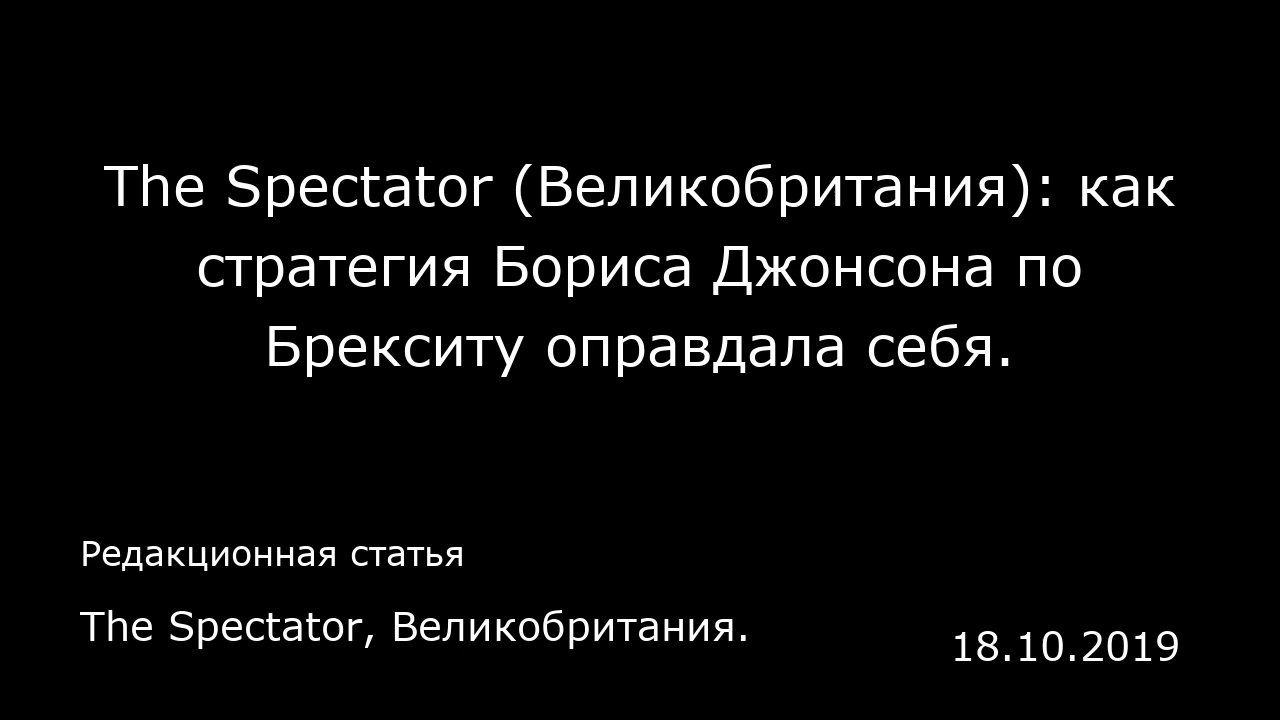 The Spectator (Великобритания): как
стратегия Бориса Джонсона по
Брекситу оправдала себя.
Редакционная статья
The Spectator, Великобритания.
18.10.2019